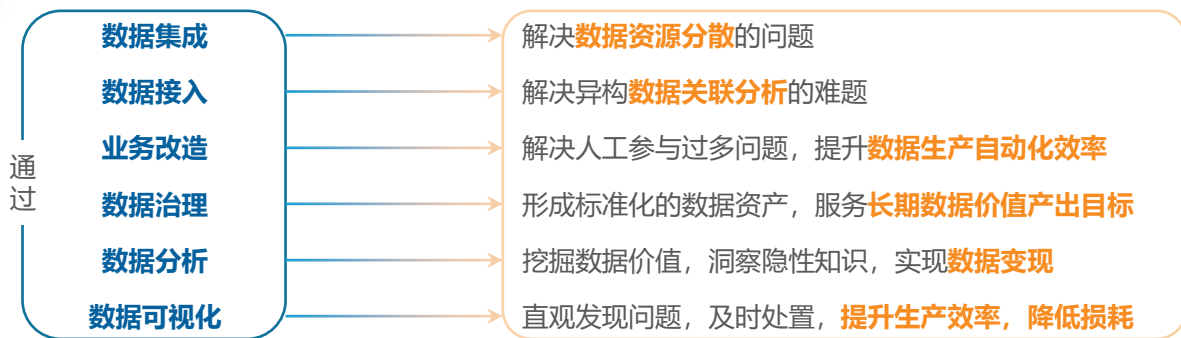 通过
数据集成 解决数据资源分散的问题
数据接入 解决异构数据关联分析的难题
业务改造 解决人工参与过多问题，提升数据生产自动化效率
数据治理 形成标准化的数据资产，服务长期数据价值产出目标
数据分析 挖掘数据价值，洞察隐性知识，实现数据变现
数据可视化 直观发现问题，及时处置，提升生产效率，降低损耗